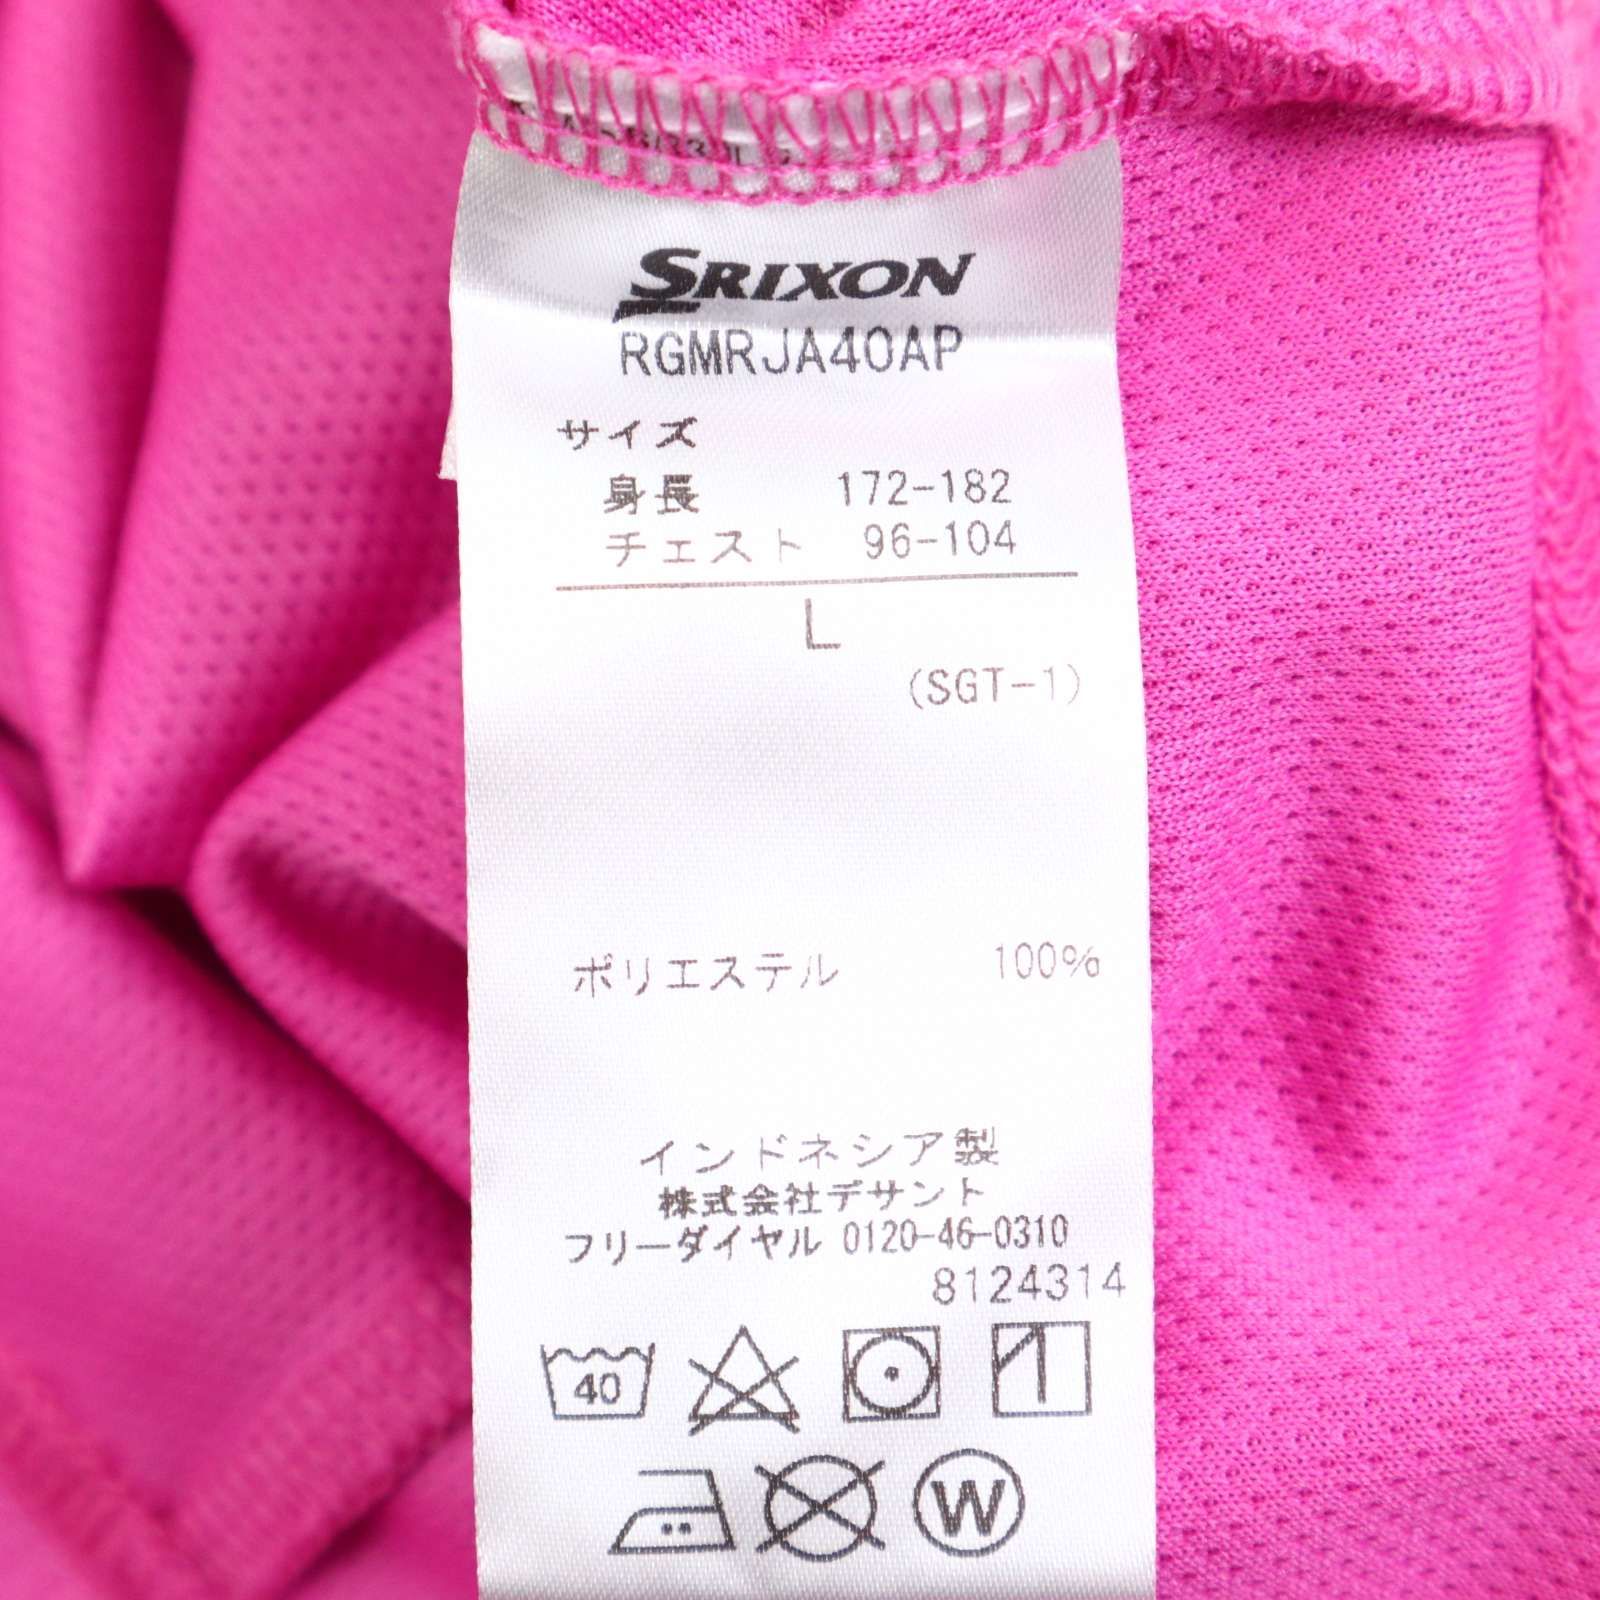 SRIXON
RGMRJA40AP
サイズ
身長 172-182
チェスト 96-104
L
(SGT-1)
ポリエステル 100%
インドネシア製
株式会社デサント
フリーダイヤル 0120-46-0310
8124314
40
W